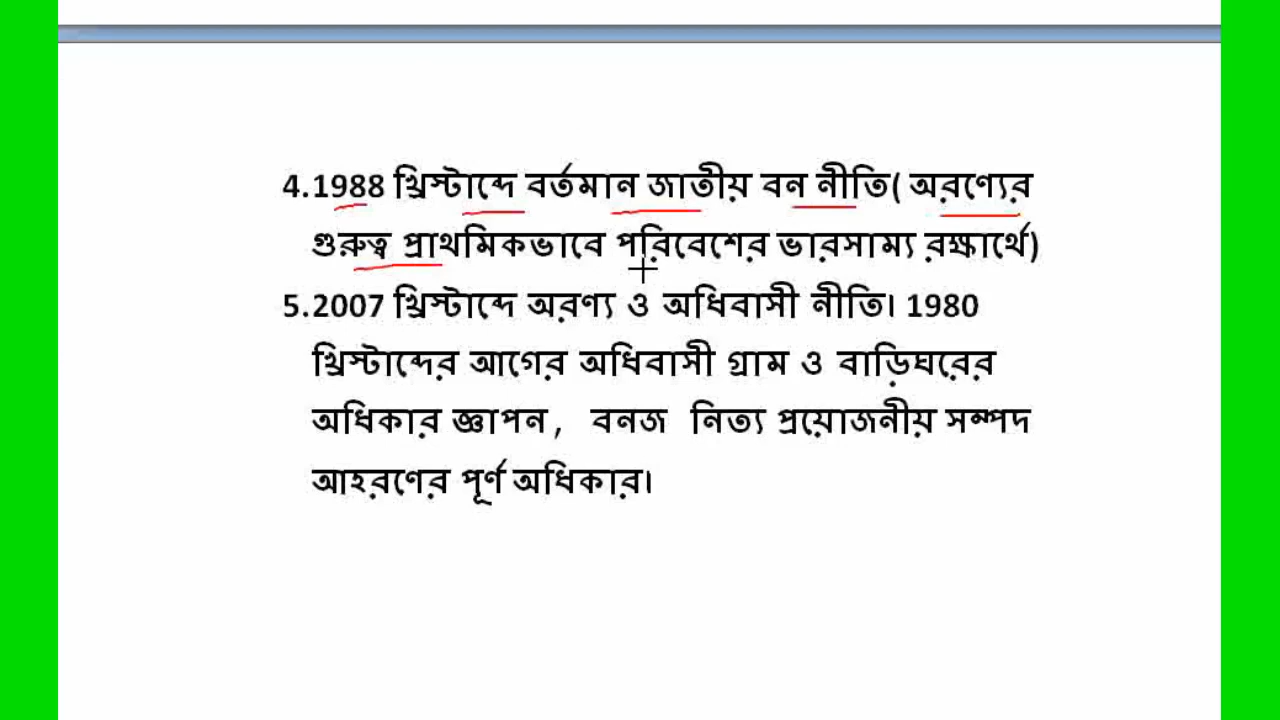 4.1988 খ্রিস্টাব্দে বর্তমান জাতীয় বন নীতি( অরণ্যের
গুরুত্ব প্রাথমিকভাবে পরিবেশের ভারসাম্য রক্ষার্থে)
5.2007 খ্রিস্টাব্দে অরণ্য ও অধিবাসী নীতি। 1980
খ্রিস্টাব্দের আগের অধিবাসী গ্রাম ও বাড়িঘরের
অধিকার জ্ঞাপন, বনজ নিত্য প্রয়োজনীয় সম্পদ
আহরণের পূর্ণ অধিকার।